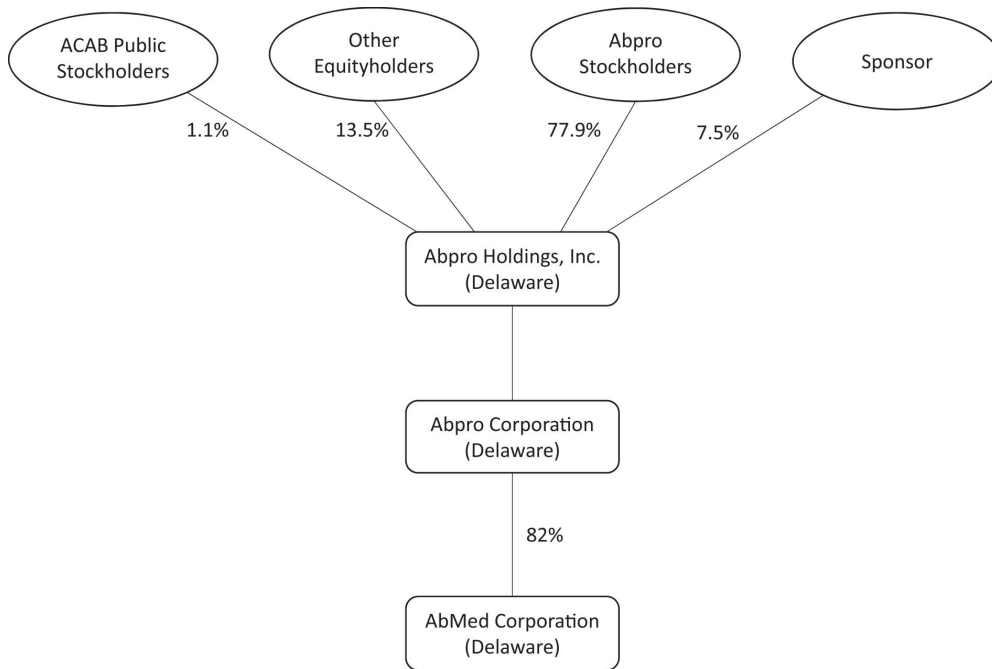 ACAB Public
Stockholders
Other
Equityholders
Abpro
Stockholders
Sponsor
1.1%
13.5%
77.9%
7.5%
Abpro Holdings, Inc.
(Delaware)
Abpro Corporation
(Delaware)
82%
AbMed Corporation
(Delaware)